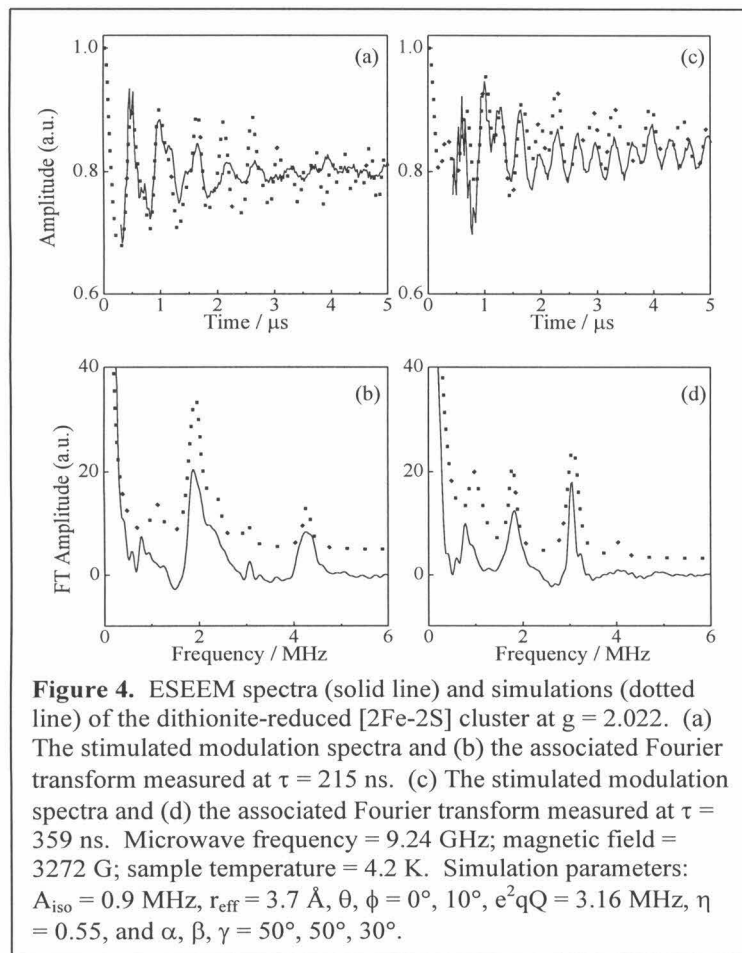 (a)
(c)
1.0
0.8
0.6
Amplitude (a.u.)
0 1 2 3 4 5
Time / μs
1.0
0.8
0.6
0 1 2 3 4 5
Time / μs
(b)
(d)
40
20
0
FT Amplitude (a.u.)
0 2 4 6
Frequency / MHz
40
20
0
0 2 4 6
Frequency / MHz
Figure 4. ESEEM spectra (solid line) and simulations (dotted
line) of the dithionite-reduced [2Fe-2S] cluster at g = 2.022. (a)
The stimulated modulation spectra and (b) the associated Fourier
transform measured at τ = 215 ns. (c) The stimulated modulation
spectra and (d) the associated Fourier transform measured at τ =
359 ns. Microwave frequency = 9.24 GHz; magnetic field =
3272 G; sample temperature = 4.2 K. Simulation parameters:
A_iso = 0.9 MHz, r_eff = 3.7 Å, θ, ϕ = 0°, 10°, e²qQ = 3.16 MHz, η
= 0.55, and α, β, γ = 50°, 50°, 30°.